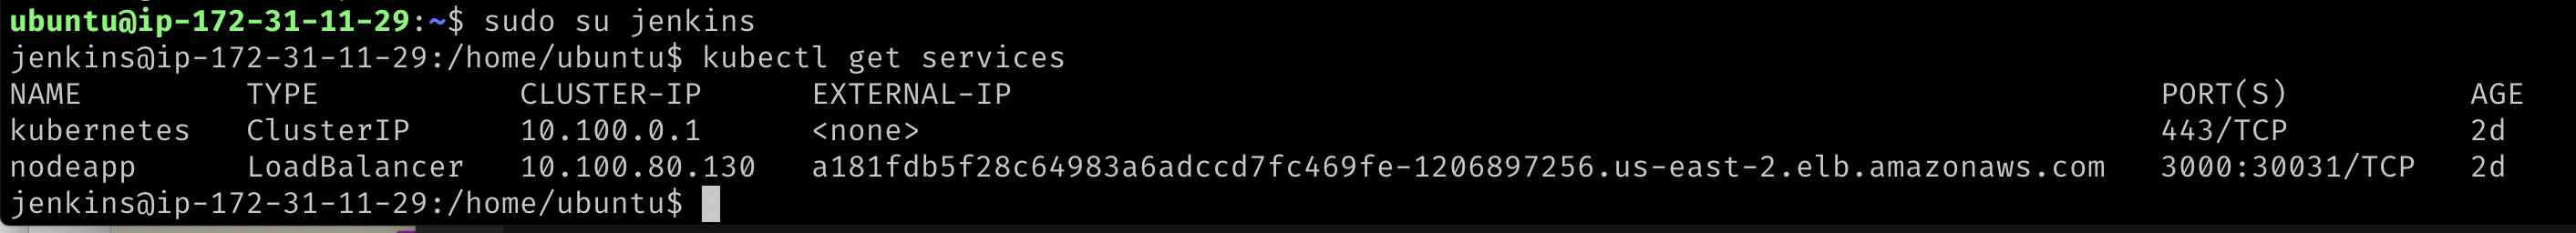 ubuntu@ip-172-31-11-29:~$ sudo su jenkins
jenkins@ip-172-31-11-29:/home/ubuntu$ kubectl get services
NAME TYPE CLUSTER-IP EXTERNAL-IP PORT(S) AGE
kubernetes ClusterIP 10.100.0.1 <none> 443/TCP 2d
nodeapp LoadBalancer 10.100.80.130 a181fdb5f28c64983a6adccd7fc469fe-1206897256.us-east-2.elb.amazonaws.com 3000:30031/TCP 2d
jenkins@ip-172-31-11-29:/home/ubuntu$